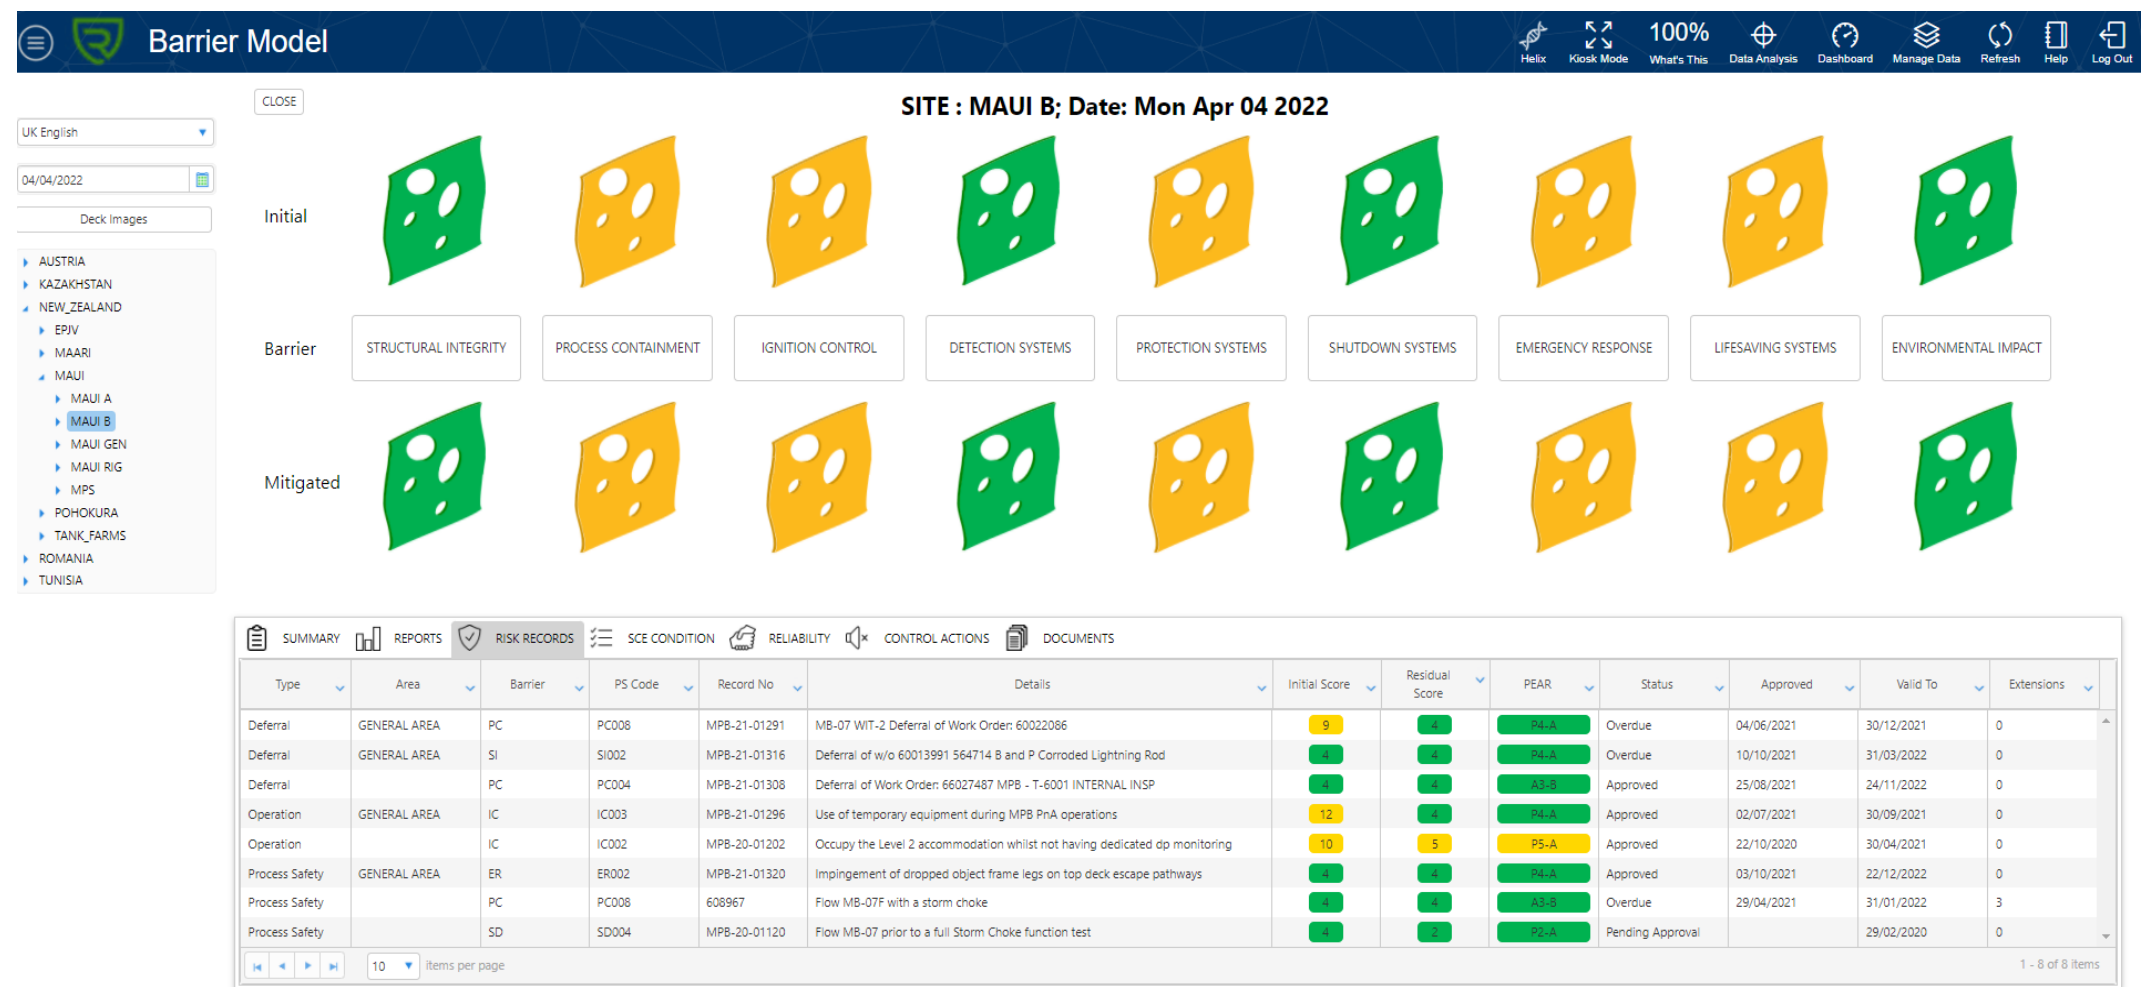 Barrier Model
Helix
Kiosk Mode
100%
What's This
Data Analysis
Dashboard
Manage Data
Refresh
Help
Log Out
CLOSE
SITE : MAUI B; Date: Mon Apr 04 2022
UK English
04/04/2022
Deck Images
AUSTRIA
KAZAKHSTAN
NEW_ZEALAND
EPJV
MAARI
MAUI
MAUI A
MAUI B
MAUI GEN
MAUI RIG
MPS
POHOKURA
TANK_FARMS
ROMANIA
TUNISIA
Initial
Barrier STRUCTURAL INTEGRITY PROCESS CONTAINMENT IGNITION CONTROL DETECTION SYSTEMS PROTECTION SYSTEMS SHUTDOWN SYSTEMS EMERGENCY RESPONSE LIFESAVING SYSTEMS ENVIRONMENTAL IMPACT
Mitigated
SUMMARY REPORTS RISK RECORDS SCE CONDITION RELIABILITY CONTROL ACTIONS DOCUMENTS
Type Area Barrier PS Code Record No Details Initial Score Residual Score PEAR Status Approved Valid To Extensions
Deferral GENERAL AREA PC PC008 MPB-21-01291 MB-07 WIT-2 Deferral of Work Order: 60022086 9 4 P4-A Overdue 04/06/2021 30/12/2021 0
Deferral GENERAL AREA SI SI002 MPB-21-01316 Deferral of w/o 60013991 564714 B and P Corroded Lightning Rod 4 4 P4-A Overdue 10/10/2021 31/03/2022 0
Deferral PC PC004 MPB-21-01308 Deferral of Work Order: 66027487 MPB - T-6001 INTERNAL INSP 4 4 A3-B Approved 25/08/2021 24/11/2022 0
Operation GENERAL AREA IC IC003 MPB-21-01296 Use of temporary equipment during MPB PnA operations 12 4 P4-A Approved 02/07/2021 30/09/2021 0
Operation IC IC002 MPB-20-01202 Occupy the Level 2 accommodation whilst not having dedicated dp monitoring 10 5 P5-A Approved 22/10/2020 30/04/2021 0
Process Safety GENERAL AREA ER ER002 MPB-21-01320 Impingement of dropped object frame legs on top deck escape pathways 4 4 P4-A Approved 03/10/2021 22/12/2022 0
Process Safety PC PC008 608967 Flow MB-07F with a storm choke 4 4 A3-B Overdue 29/04/2021 31/01/2022 3
Process Safety SD SD004 MPB-20-01120 Flow MB-07 prior to a full Storm Choke function test 4 2 P2-A Pending Approval 29/02/2020 0
10 items per page
1 - 8 of 8 items